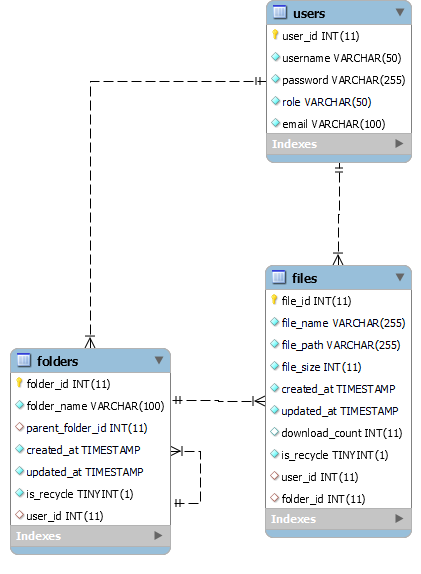 users
user_id INT(11)
username VARCHAR(50)
password VARCHAR(255)
role VARCHAR(50)
email VARCHAR(100)
Indexes
files
file_id INT(11)
file_name VARCHAR(255)
file_path VARCHAR(255)
file_size INT(11)
created_at TIMESTAMP
updated_at TIMESTAMP
download_count INT(11)
is_recycle TINYINT(1)
user_id INT(11)
folder_id INT(11)
Indexes
folders
folder_id INT(11)
folder_name VARCHAR(100)
parent_folder_id INT(11)
created_at TIMESTAMP
updated_at TIMESTAMP
is_recycle TINYINT(1)
user_id INT(11)
Indexes